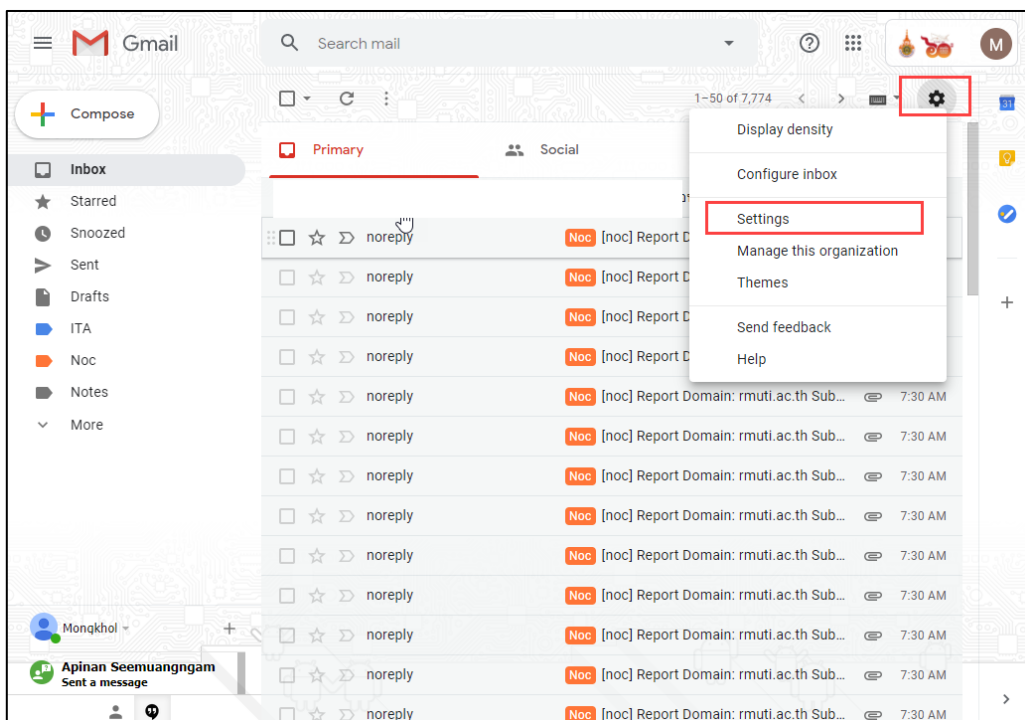 Gmail
Search mail
M
Compose
1–50 of 7,774
31
Display density
Primary
Social
Configure inbox
Inbox
Starred
Settings
Snoozed
noreply
Noc [noc] Report D
Manage this organization
Sent
noreply
Noc [noc] Report D
Themes
Drafts
ITA
noreply
Noc [noc] Report D
Send feedback
Noc
noreply
Noc [noc] Report D
Help
Notes
noreply
Noc [noc] Report Domain: rmuti.ac.th Sub... 7:30 AM
More
noreply
Noc [noc] Report Domain: rmuti.ac.th Sub... 7:30 AM
noreply
Noc [noc] Report Domain: rmuti.ac.th Sub... 7:30 AM
noreply
Noc [noc] Report Domain: rmuti.ac.th Sub... 7:30 AM
noreply
Noc [noc] Report Domain: rmuti.ac.th Sub... 7:30 AM
noreply
Noc [noc] Report Domain: rmuti.ac.th Sub... 7:30 AM
Mongkhol
noreply
Noc [noc] Report Domain: rmuti.ac.th Sub... 7:30 AM
Apinan Seemuangngam
Sent a message
noreply
Noc [noc] Report Domain: rmuti.ac.th Sub... 7:30 AM
noreply
Noc [noc] Report Domain: rmuti.ac.th Sub... 7:30 AM